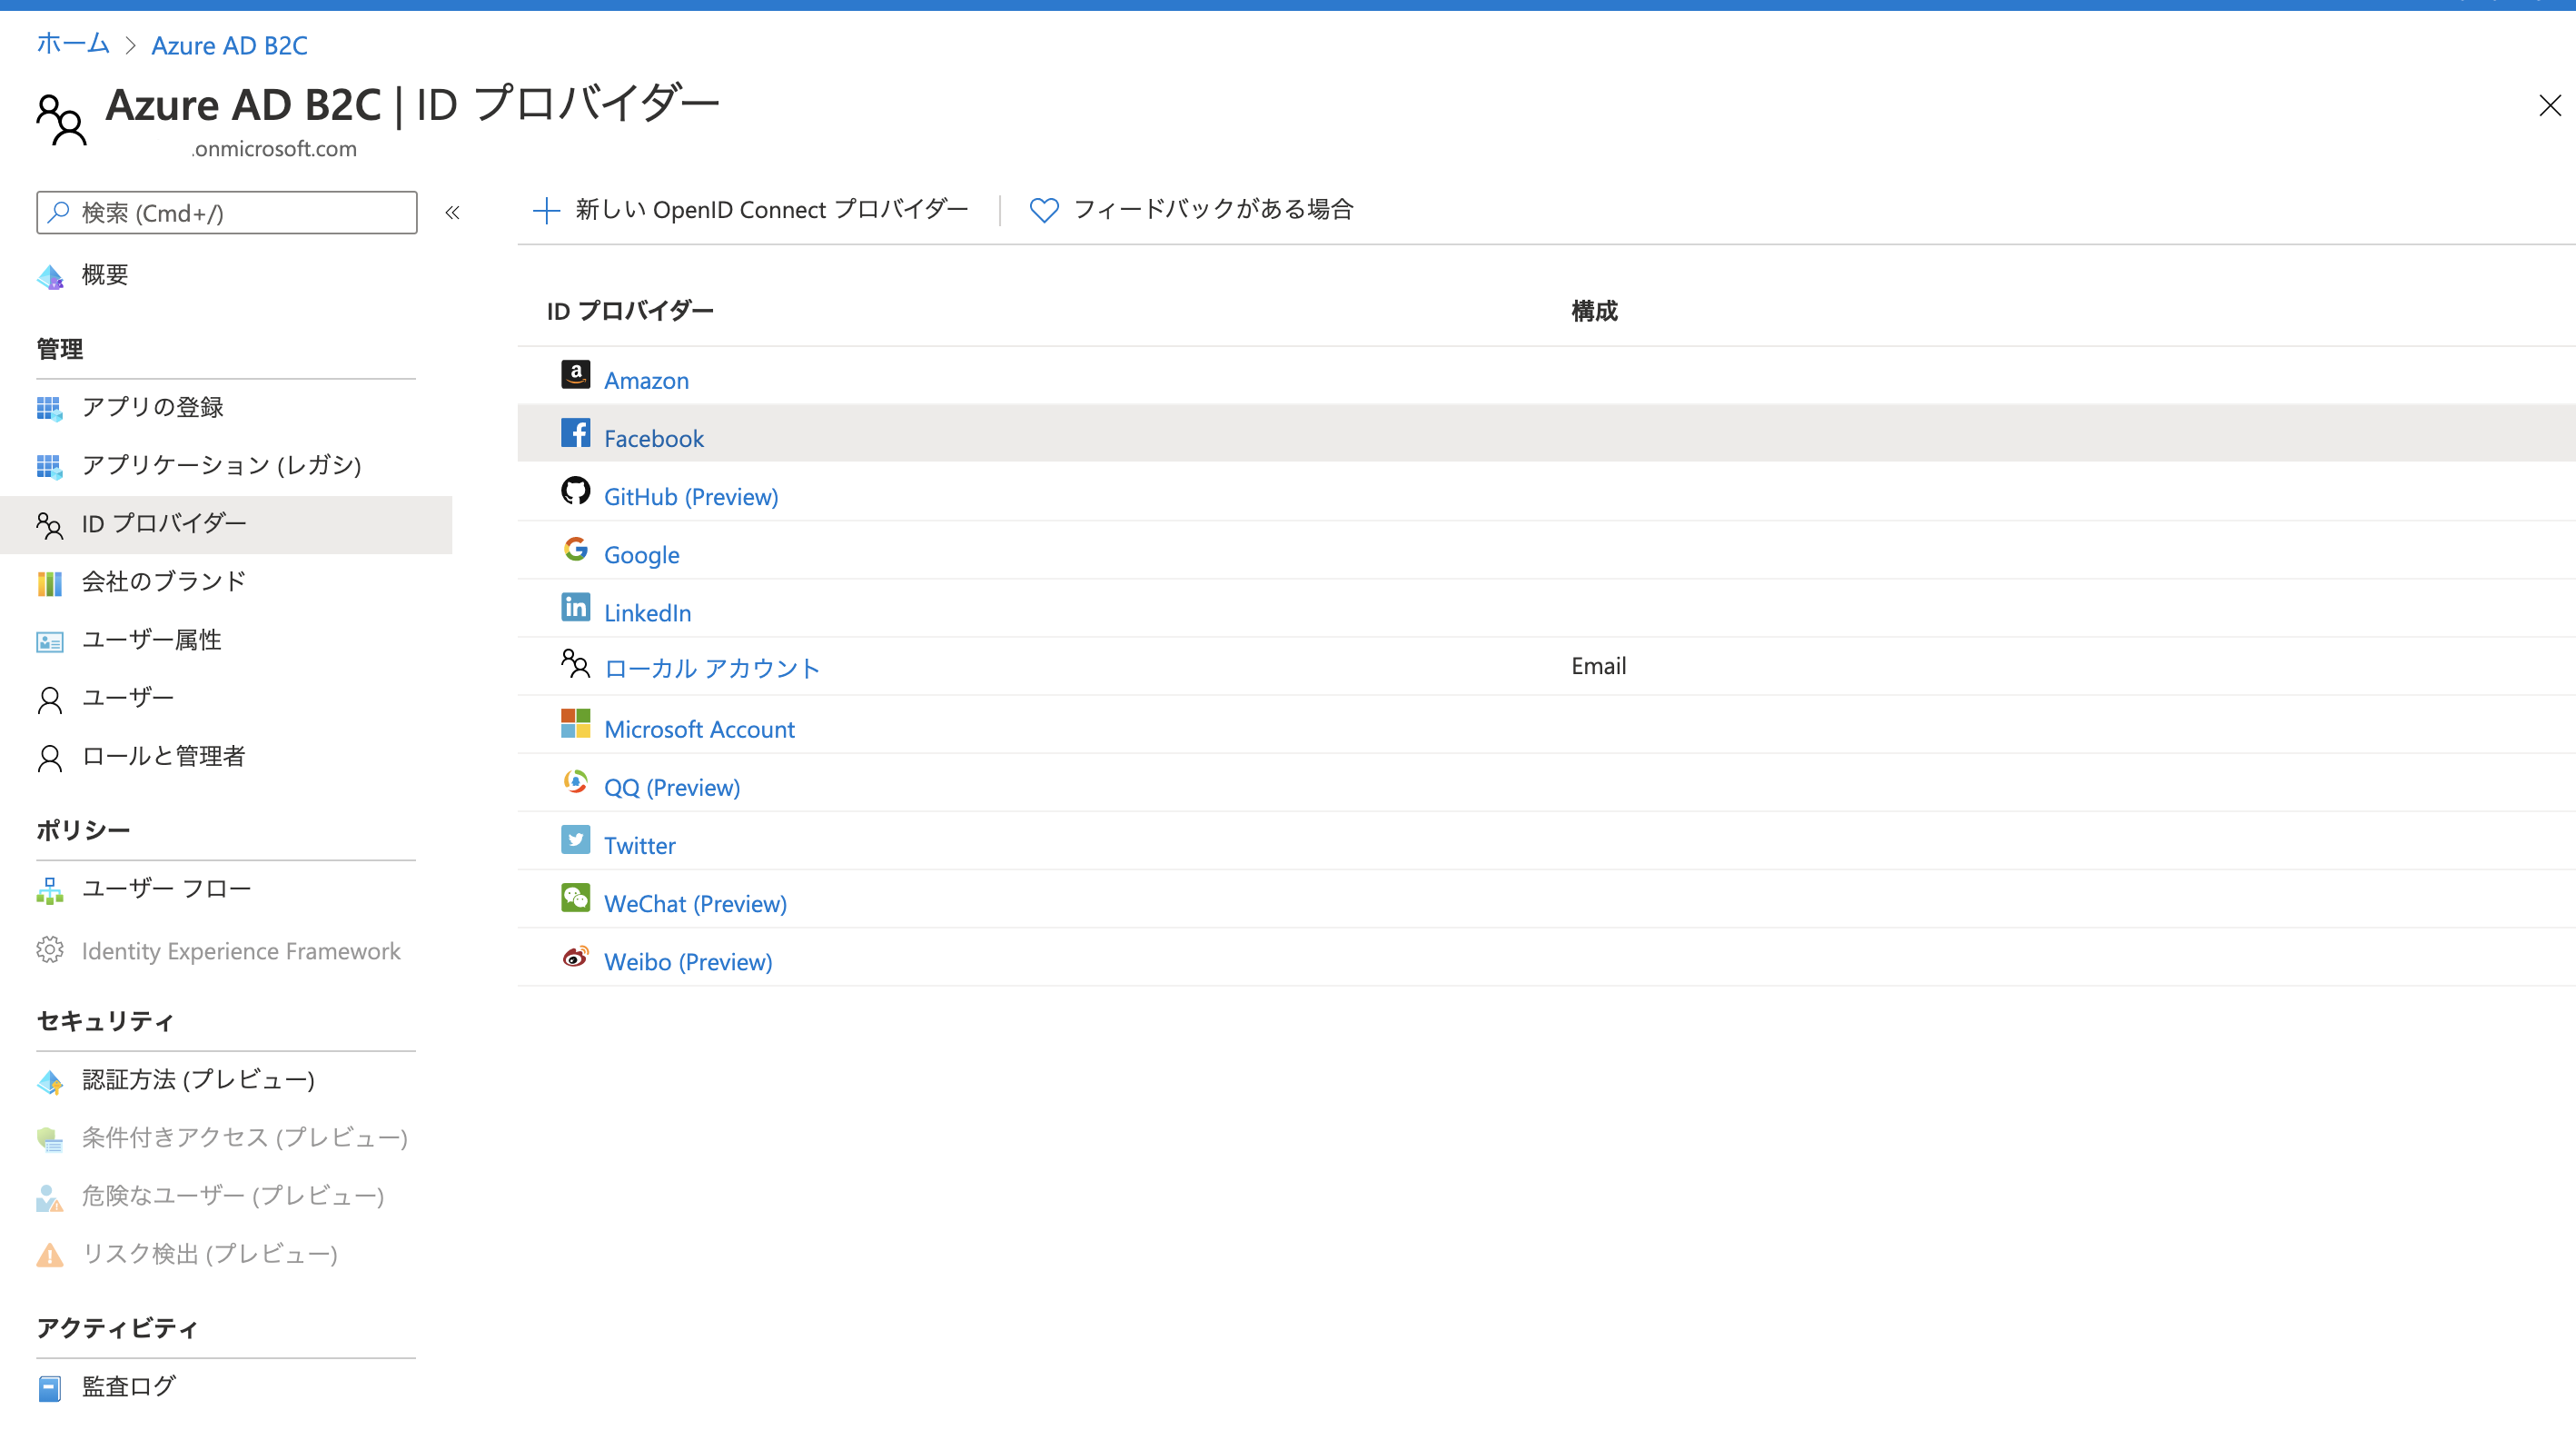 ホーム > Azure AD B2C
Azure AD B2C | ID プロバイダー
.onmicrosoft.com
検索 (Cmd+/)
«
概要
管理
アプリの登録
アプリケーション (レガシ)
ID プロバイダー
会社のブランド
ユーザー属性
ユーザー
ロールと管理者
ポリシー
ユーザー フロー
Identity Experience Framework
セキュリティ
認証方法 (プレビュー)
条件付きアクセス (プレビュー)
危険なユーザー (プレビュー)
リスク検出 (プレビュー)
アクティビティ
監査ログ
新しい OpenID Connect プロバイダー | フィードバックがある場合
ID プロバイダー 構成
Amazon
Facebook
GitHub (Preview)
Google
LinkedIn
ローカル アカウント Email
Microsoft Account
QQ (Preview)
Twitter
WeChat (Preview)
Weibo (Preview)